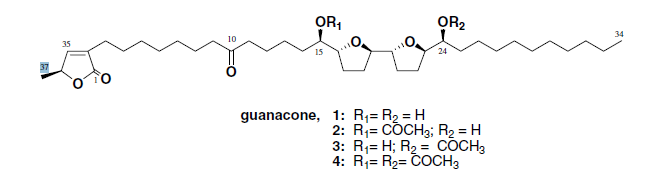 OR₁ OR₂
34
35 10
O O
37 15 24
O 1 O O
guanacone, 1: R₁= R₂ = H
2: R₁= COCH₃; R₂ = H
3: R₁= H; R₂ = COCH₃
4: R₁= R₂= COCH₃